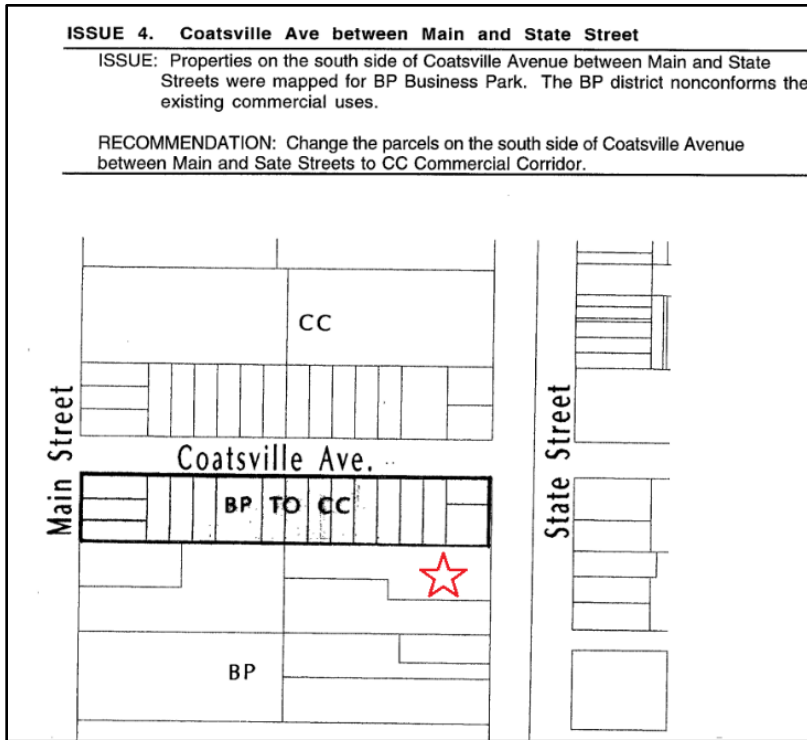 ISSUE 4. Coatsville Ave between Main and State Street
ISSUE: Properties on the south side of Coatsville Avenue between Main and State
Streets were mapped for BP Business Park. The BP district nonconforms the
existing commercial uses.
RECOMMENDATION: Change the parcels on the south side of Coatsville Avenue
between Main and Sate Streets to CC Commercial Corridor.
CC
Main Street
Coatsville Ave.
State Street
BP TO CC
BP